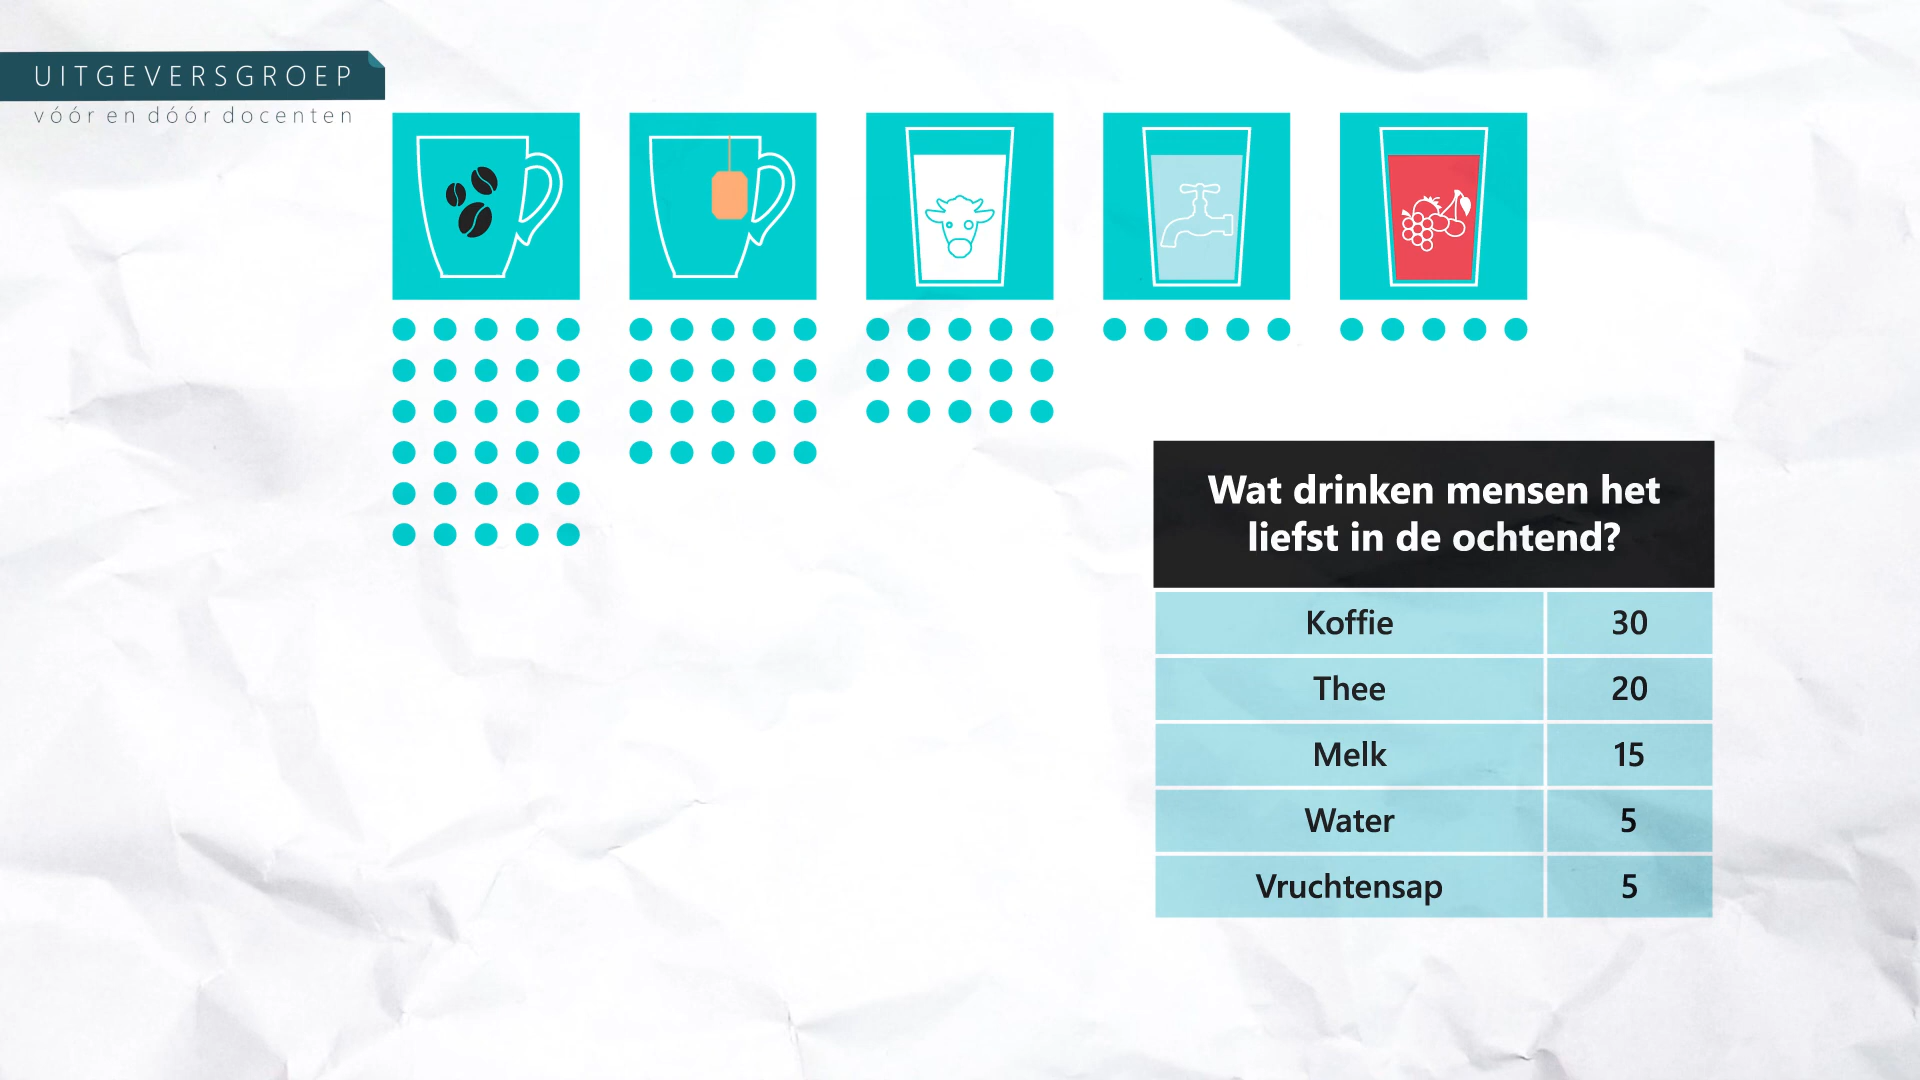 UITGEVERSGROEP
vóór en dóór docenten
Wat drinken mensen het
liefst in de ochtend?
Koffie 30
Thee 20
Melk 15
Water 5
Vruchtensap 5